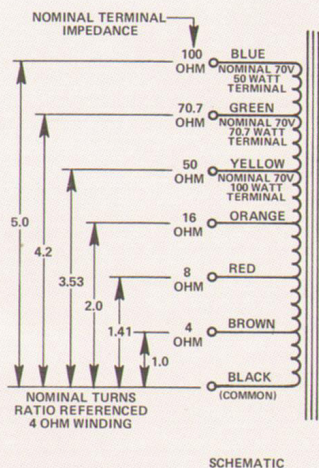 NOMINAL TERMINAL
IMPEDANCE
100
OHM
BLUE
NOMINAL 70V
50 WATT
TERMINAL
70.7
OHM
GREEN
NOMINAL 70V
70.7 WATT
TERMINAL
50
OHM
YELLOW
NOMINAL 70V
100 WATT
TERMINAL
16
OHM
ORANGE
8
OHM
RED
4
OHM
BROWN
BLACK
(COMMON)
5.0
4.2
3.53
2.0
1.41
1.0
NOMINAL TURNS
RATIO REFERENCED
4 OHM WINDING
SCHEMATIC